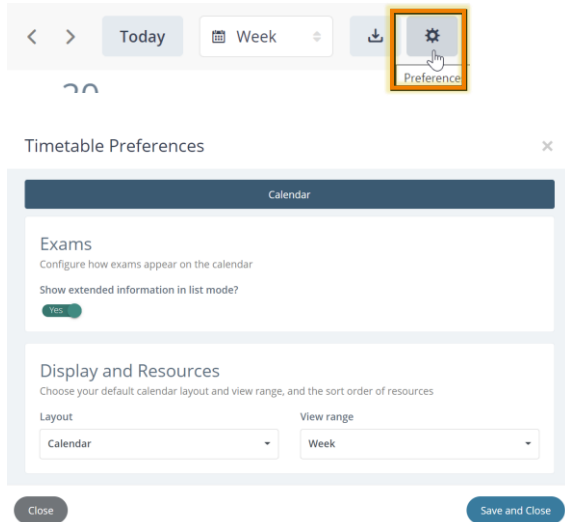 Today Week
Preference
20
Timetable Preferences
Calendar
Exams
Configure how exams appear on the calendar
Show extended information in list mode?
Yes
Display and Resources
Choose your default calendar layout and view range, and the sort order of resources
Layout View range
Calendar Week
Close Save and Close